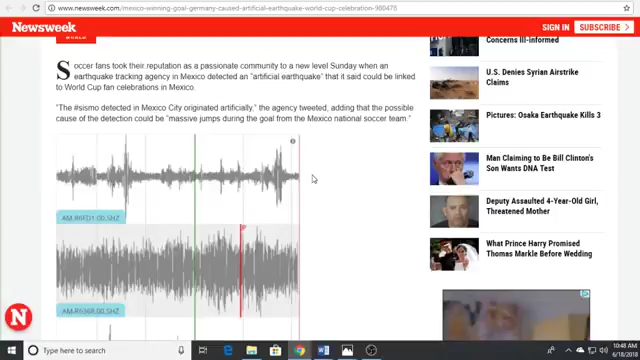 www.newsweek.com/mexico-winning-goal-germany-caused-artificial-earthquake-world-cup-celebration-980478
Newsweek
SIGN IN
SUBSCRIBE >
WORLD
Soccer fans took their reputation as a passionate community to a new level Sunday when an
earthquake tracking agency in Mexico detected an "artificial earthquake" that it said could be linked
to World Cup fan celebrations in Mexico.
"The #sismo detected in Mexico City originated artificially," the agency tweeted, adding that the possible
cause of the detection could be "massive jumps during the goal from the Mexico national soccer team."
AM.R6FD1.00.SHZ
AM.R5368.00.SHZ
Concerns Ill-informed
U.S. Denies Syrian Airstrike
Claims
Pictures: Osaka Earthquake Kills 3
Man Claiming to Be Bill Clinton's
Son Wants DNA Test
Deputy Assaulted 4-Year-Old Girl,
Threatened Mother
What Prince Harry Promised
Thomas Markle Before Wedding
N
Type here to search
10:48 AM
6/18/2018